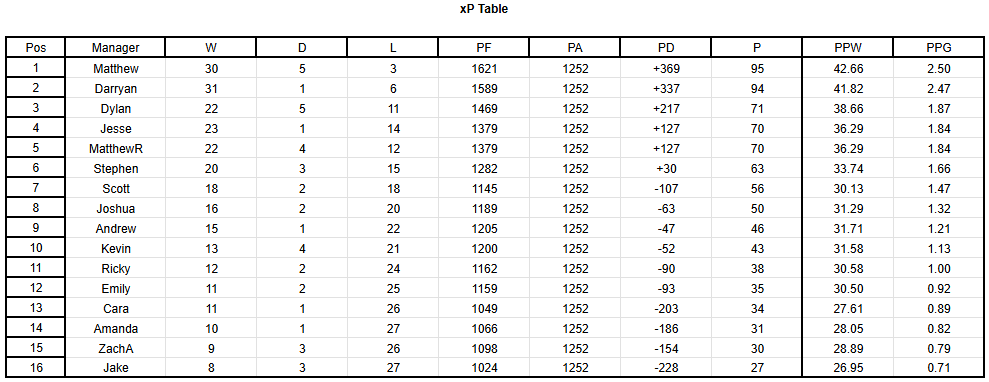 xP Table
Pos Manager W D L PF PA PD P PPW PPG
1 Matthew 30 5 3 1621 1252 +369 95 42.66 2.50
2 Darryan 31 1 6 1589 1252 +337 94 41.82 2.47
3 Dylan 22 5 11 1469 1252 +217 71 38.66 1.87
4 Jesse 23 1 14 1379 1252 +127 70 36.29 1.84
5 MatthewR 22 4 12 1379 1252 +127 70 36.29 1.84
6 Stephen 20 3 15 1282 1252 +30 63 33.74 1.66
7 Scott 18 2 18 1145 1252 -107 56 30.13 1.47
8 Joshua 16 2 20 1189 1252 -63 50 31.29 1.32
9 Andrew 15 1 22 1205 1252 -47 46 31.71 1.21
10 Kevin 13 4 21 1200 1252 -52 43 31.58 1.13
11 Ricky 12 2 24 1162 1252 -90 38 30.58 1.00
12 Emily 11 2 25 1159 1252 -93 35 30.50 0.92
13 Cara 11 1 26 1049 1252 -203 34 27.61 0.89
14 Amanda 10 1 27 1066 1252 -186 31 28.05 0.82
15 ZachA 9 3 26 1098 1252 -154 30 28.89 0.79
16 Jake 8 3 27 1024 1252 -228 27 26.95 0.71